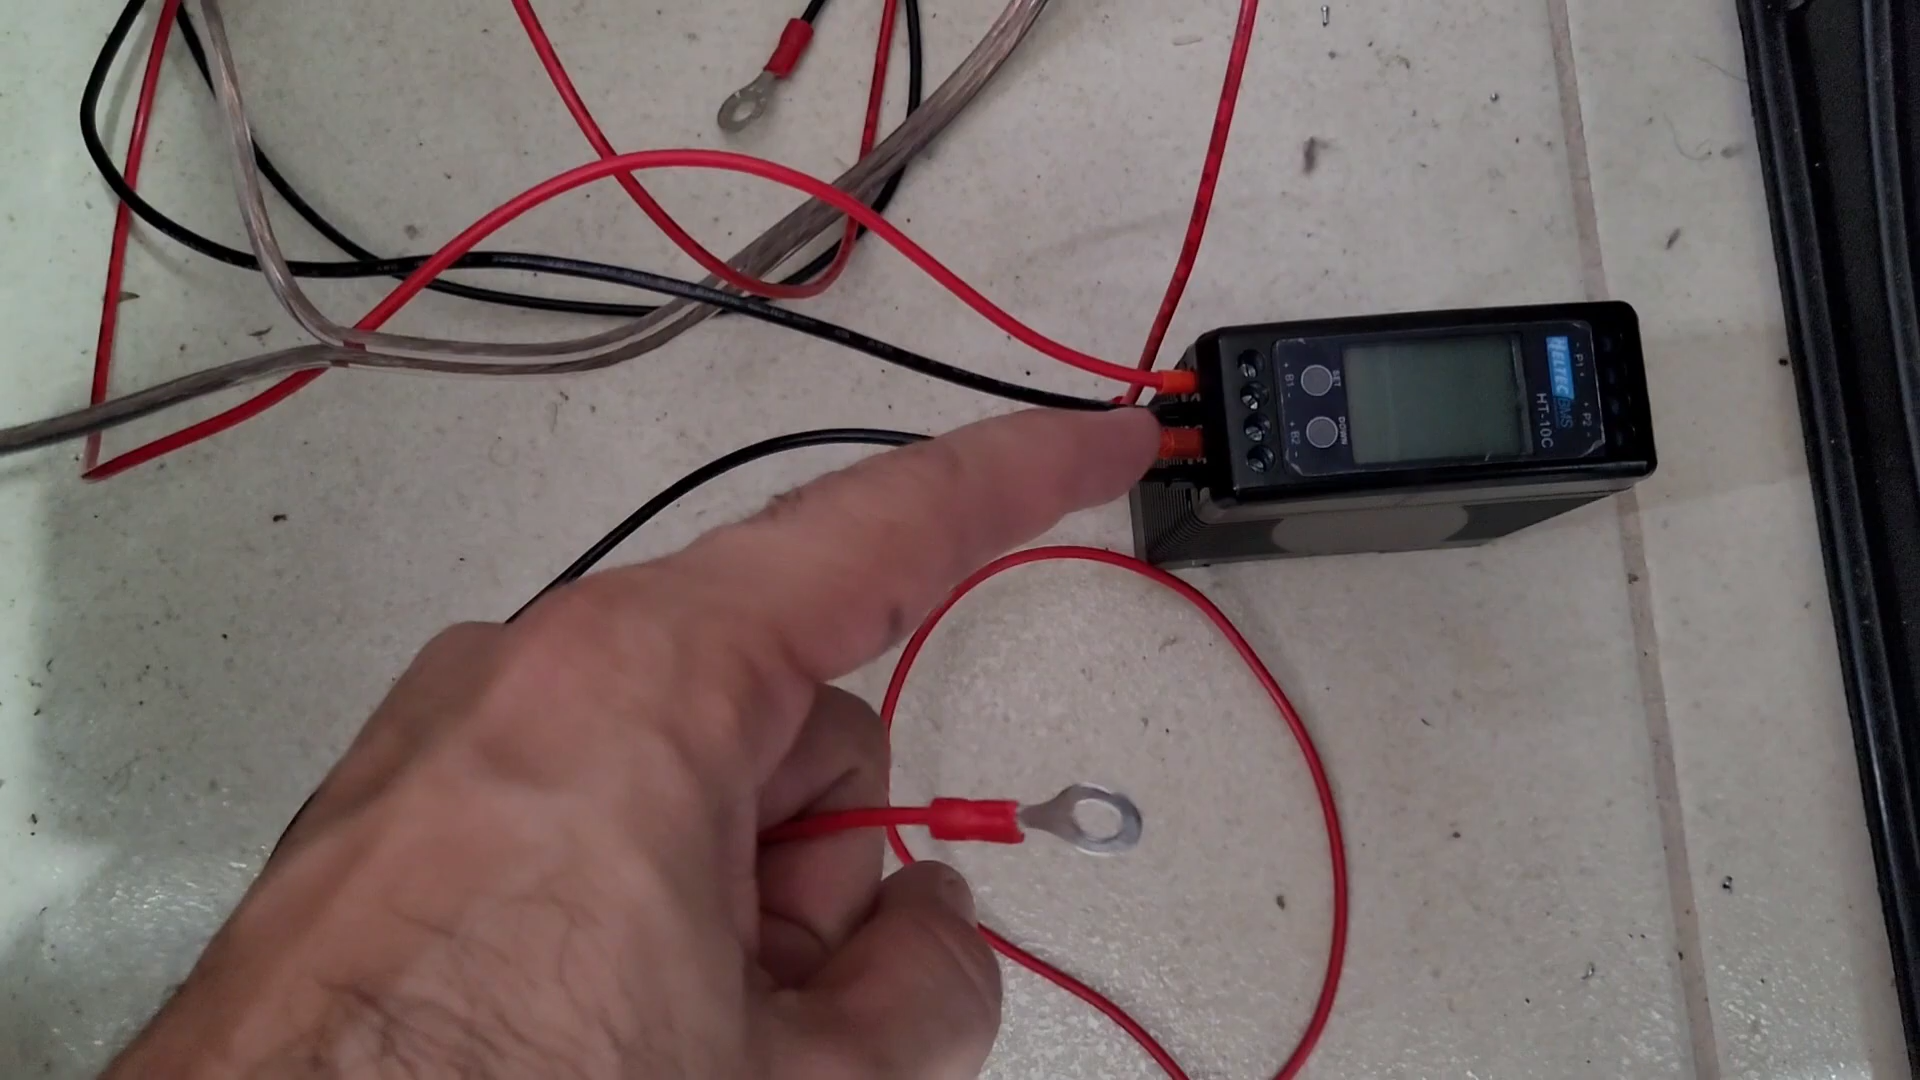 HELTEC BMS
HT-10C
SET
DOWN
+ B1 -
+ B2 -
- P1 +
+ P2 -